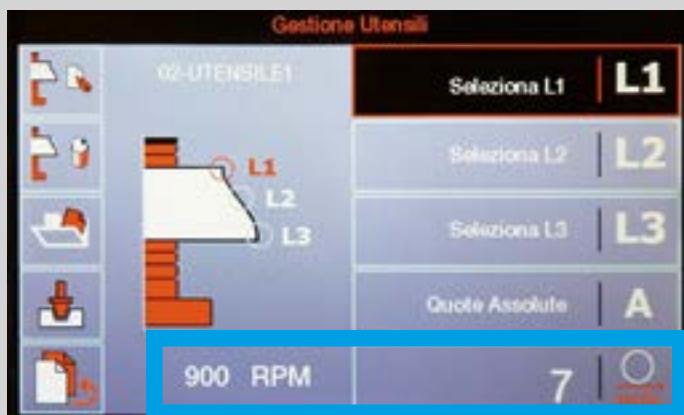 Gestione Utensili
02-UTENSILE1
Seleziona L1
L1
Seleziona L2
L2
Seleziona L3
L3
Quote Assolute
A
L1
L2
L3
900 RPM
7